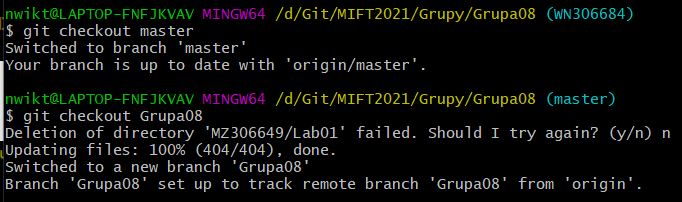 nwikt@LAPTOP-FNFJKVAV MINGW64 /d/Git/MIFT2021/Grupy/Grupa08 (WN306684)
$ git checkout master
Switched to branch 'master'
Your branch is up to date with 'origin/master'.
nwikt@LAPTOP-FNFJKVAV MINGW64 /d/Git/MIFT2021/Grupy/Grupa08 (master)
$ git checkout Grupa08
Deletion of directory 'MZ306649/Lab01' failed. Should I try again? (y/n) n
Updating files: 100% (404/404), done.
Switched to a new branch 'Grupa08'
Branch 'Grupa08' set up to track remote branch 'Grupa08' from 'origin'.